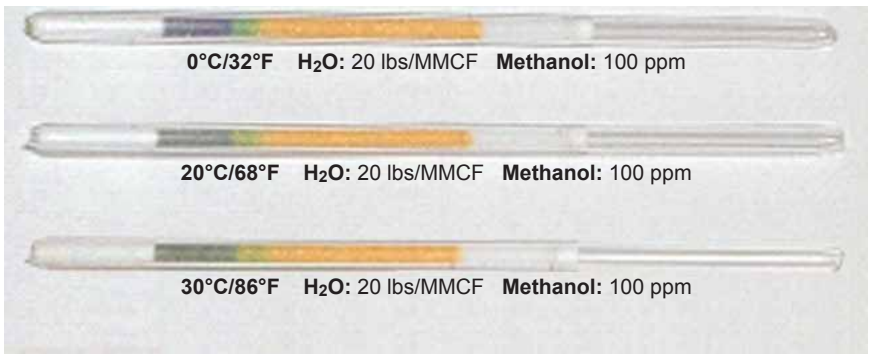 0°C/32°F H₂O: 20 lbs/MMCF Methanol: 100 ppm
20°C/68°F H₂O: 20 lbs/MMCF Methanol: 100 ppm
30°C/86°F H₂O: 20 lbs/MMCF Methanol: 100 ppm